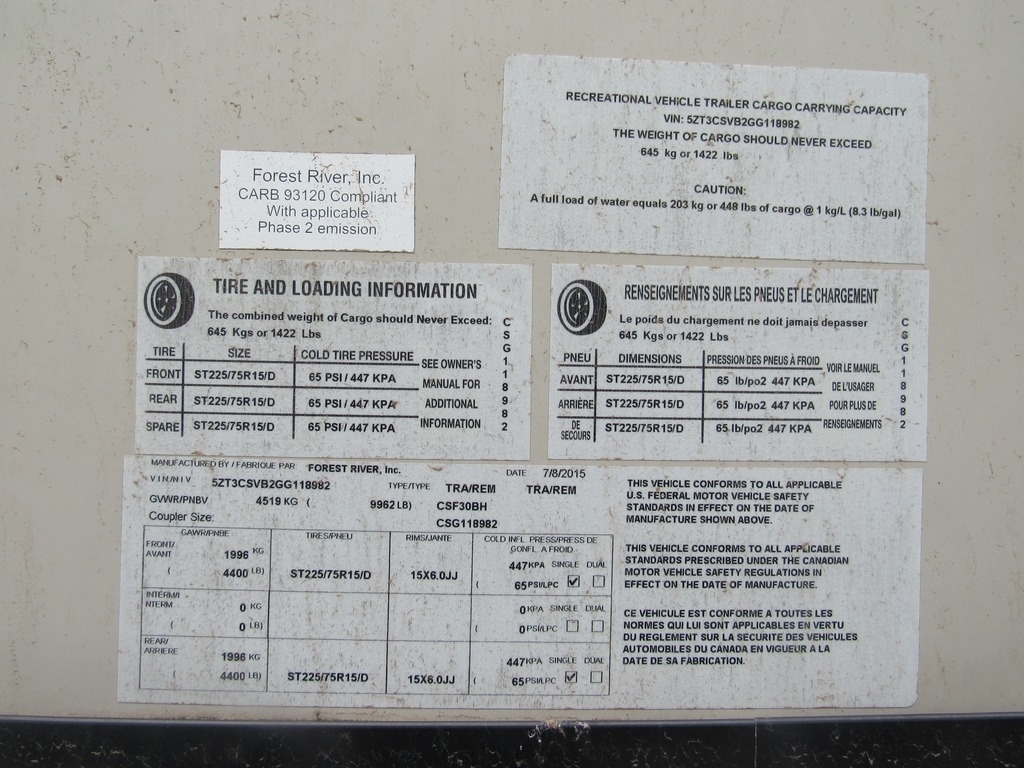 RECREATIONAL VEHICLE TRAILER CARGO CARRYING CAPACITY
VIN: 5ZT3CSVB2GG118982
THE WEIGHT OF CARGO SHOULD NEVER EXCEED
645 kg or 1422 lbs
CAUTION:
A full load of water equals 203 kg or 448 lbs of cargo @ 1 kg/L (8.3 lb/gal)
Forest River, Inc.
CARB 93120 Compliant
With applicable
Phase 2 emission
TIRE AND LOADING INFORMATION
The combined weight of Cargo should Never Exceed:
645 Kgs or 1422 Lbs
TIRE SIZE COLD TIRE PRESSURE
FRONT ST225/75R15/D 65 PSI / 447 KPA
REAR ST225/75R15/D 65 PSI / 447 KPA
SPARE ST225/75R15/D 65 PSI / 447 KPA
SEE OWNER'S
MANUAL FOR
ADDITIONAL
INFORMATION
CSG118982
RENSEIGNEMENTS SUR LES PNEUS ET LE CHARGEMENT
Le poids du chargement ne doit jamais depasser
645 Kgs or 1422 Lbs
PNEU DIMENSIONS PRESSION DES PNEUS À FROID
AVANT ST225/75R15/D 65 lb/po2 447 KPA
ARRIÈRE ST225/75R15/D 65 lb/po2 447 KPA
DE SECOURS ST225/75R15/D 65 lb/po2 447 KPA
VOIR LE MANUEL
DE L'USAGER
POUR PLUS DE
RENSEIGNEMENTS
CSG118982
MANUFACTURED BY / FABRIQUE PAR FOREST RIVER, Inc. DATE 7/8/2015
V I N / N I V 5ZT3CSVB2GG118982 TYPE/TYPE TRA/REM TRA/REM
GVWR/PNBV 4519 KG ( 9962 LB) CSF30BH
Coupler Size: CSG118982
GAWR/PNBE TIRES/PNEU RIMS/JANTE COLD INFL PRESS/PRESS DE
GONFL A FROID
FRONT/
AVANT 1996 KG 447 KPA SINGLE DUAL
( 4400 LB) ST225/75R15/D 15X6.0JJ ( 65 PSI/LPC
INTERM/I
NTERM 0 KG 0 KPA SINGLE DUAL
( 0 LB) ( 0 PSI/LPC
REAR/
ARRIERE 1996 KG 447 KPA SINGLE DUAL
( 4400 LB) ST225/75R15/D 15X6.0JJ ( 65 PSI/LPC
THIS VEHICLE CONFORMS TO ALL APPLICABLE
U.S. FEDERAL MOTOR VEHICLE SAFETY
STANDARDS IN EFFECT ON THE DATE OF
MANUFACTURE SHOWN ABOVE.
THIS VEHICLE CONFORMS TO ALL APPLICABLE
STANDARDS PRESCRIBED UNDER THE CANADIAN
MOTOR VEHICLE SAFETY REGULATIONS IN
EFFECT ON THE DATE OF MANUFACTURE.
CE VEHICULE EST CONFORME A TOUTES LES
NORMES QUI LUI SONT APPLICABLES EN VERTU
DU REGLEMENT SUR LA SECURITE DES VEHICULES
AUTOMOBILES DU CANADA EN VIGUEUR A LA
DATE DE SA FABRICATION.